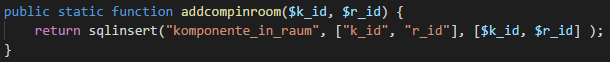 public static function addcompinroom($k_id, $r_id) {
    return sqlinsert("komponente_in_raum", ["k_id", "r_id"], [$k_id, $r_id] );
}